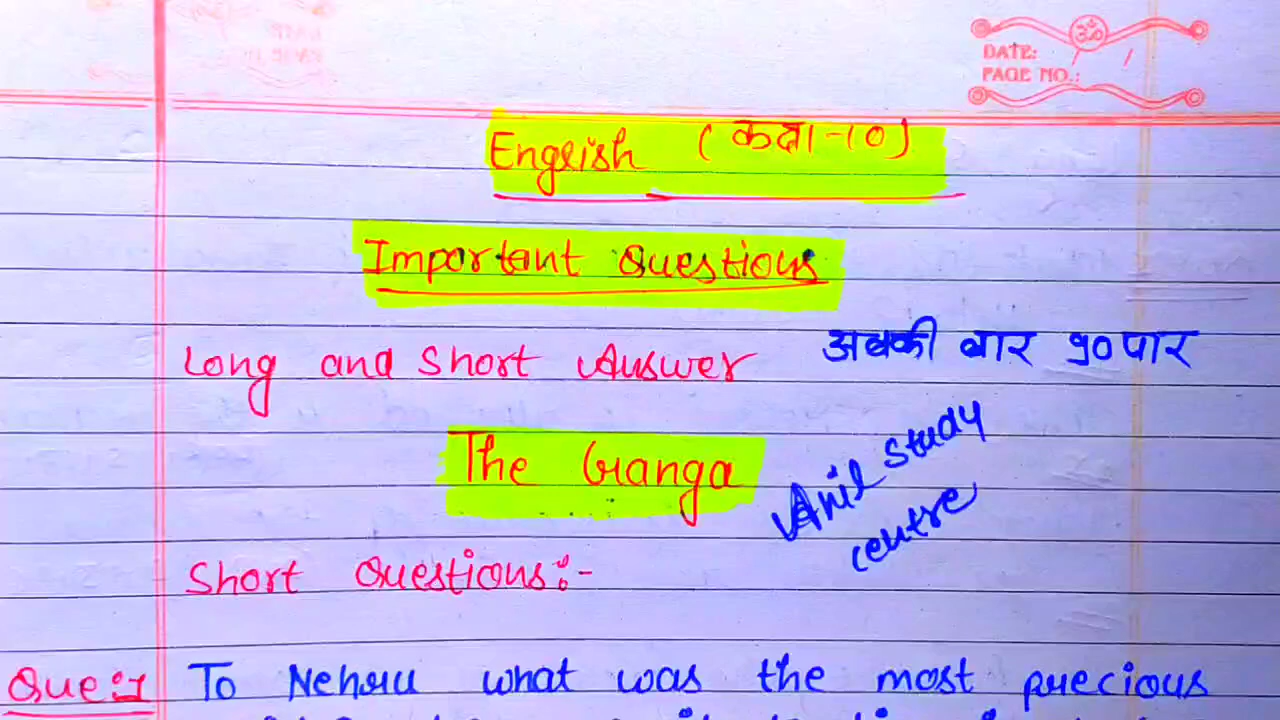 ॐ
DATE: / /
PAGE NO.:
English (कक्षा-10)
Important Questions
Long and Short Answer
अबकी बार 90पार
The Ganga
Anil study
centre
Short Questions:-
Que:1 To Nehru what was the most precious